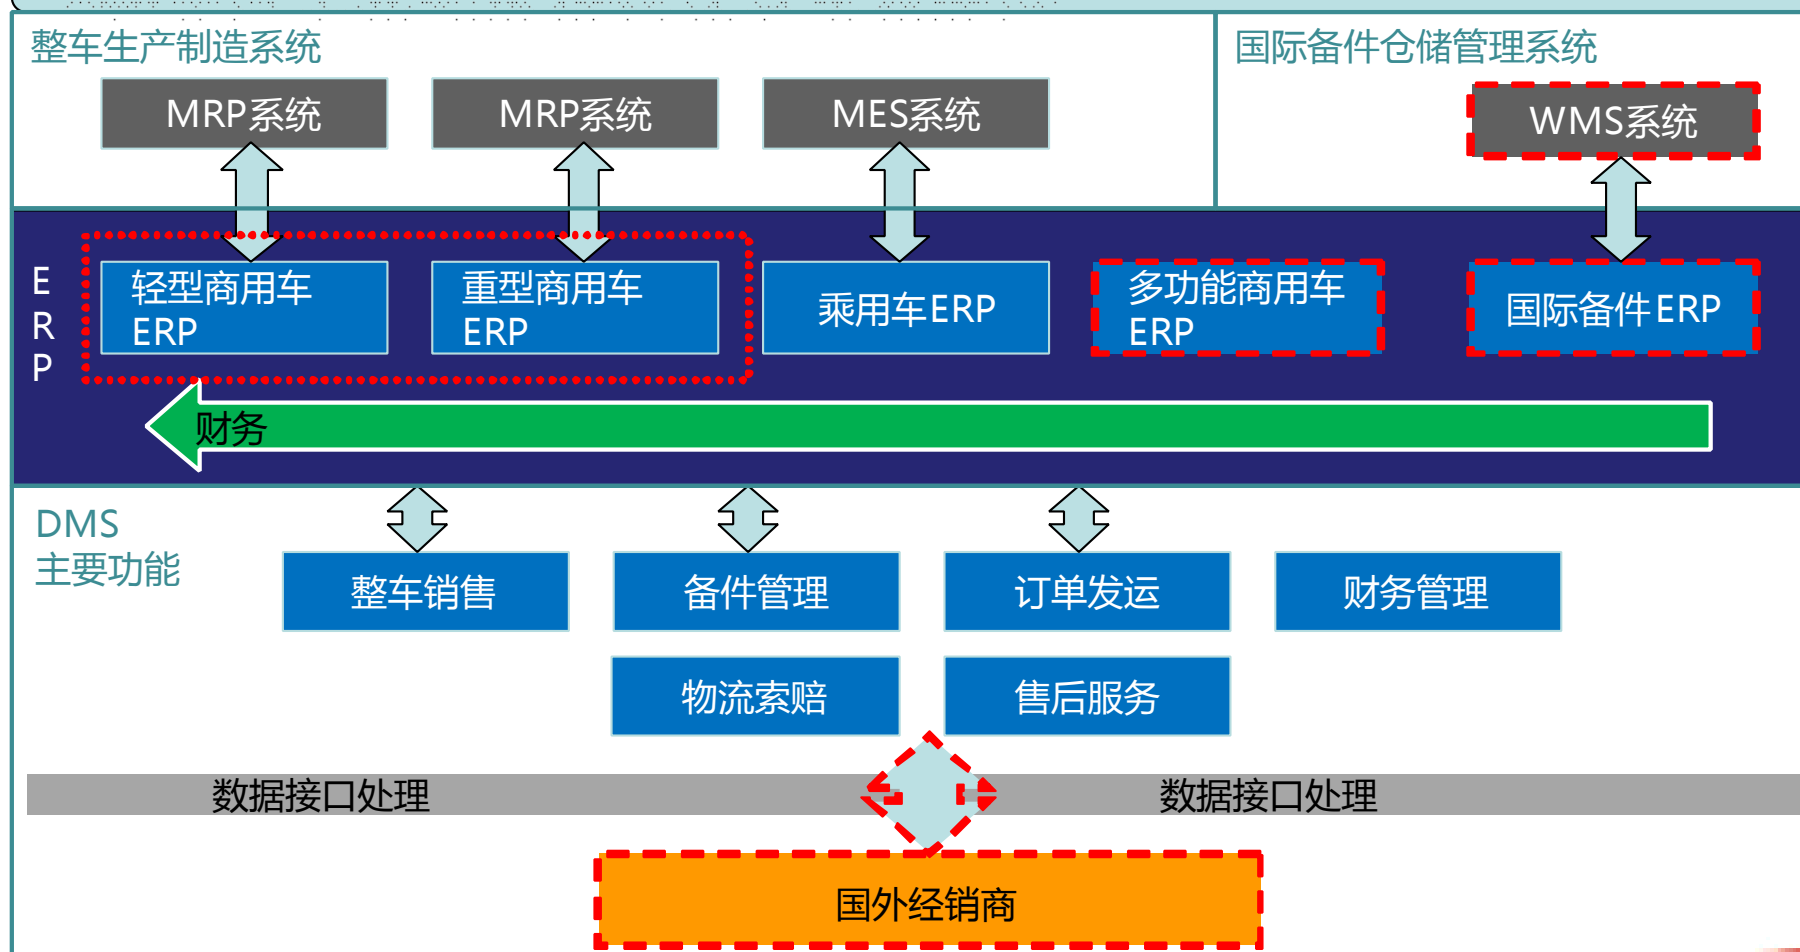 整车生产制造系统
国际备件仓储管理系统
MRP系统
MRP系统
MES系统
WMS系统
E
R
P
轻型商用车
ERP
重型商用车
ERP
乘用车ERP
多功能商用车
ERP
国际备件ERP
财务
DMS
主要功能
整车销售
备件管理
订单发运
财务管理
物流索赔
售后服务
数据接口处理
数据接口处理
国外经销商